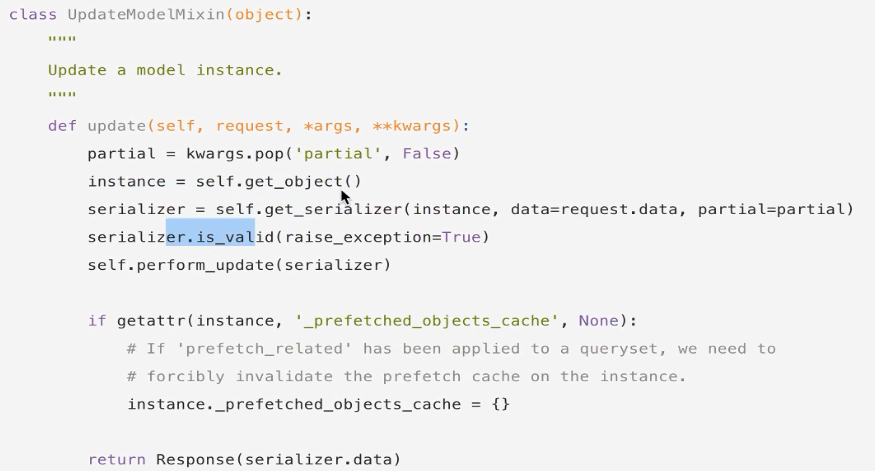 class UpdateModelMixin(object):
    """
    Update a model instance.
    """
    def update(self, request, *args, **kwargs):
        partial = kwargs.pop('partial', False)
        instance = self.get_object()
        serializer = self.get_serializer(instance, data=request.data, partial=partial)
        serializer.is_valid(raise_exception=True)
        self.perform_update(serializer)

        if getattr(instance, '_prefetched_objects_cache', None):
            # If 'prefetch_related' has been applied to a queryset, we need to
            # forcibly invalidate the prefetch cache on the instance.
            instance._prefetched_objects_cache = {}

        return Response(serializer.data)